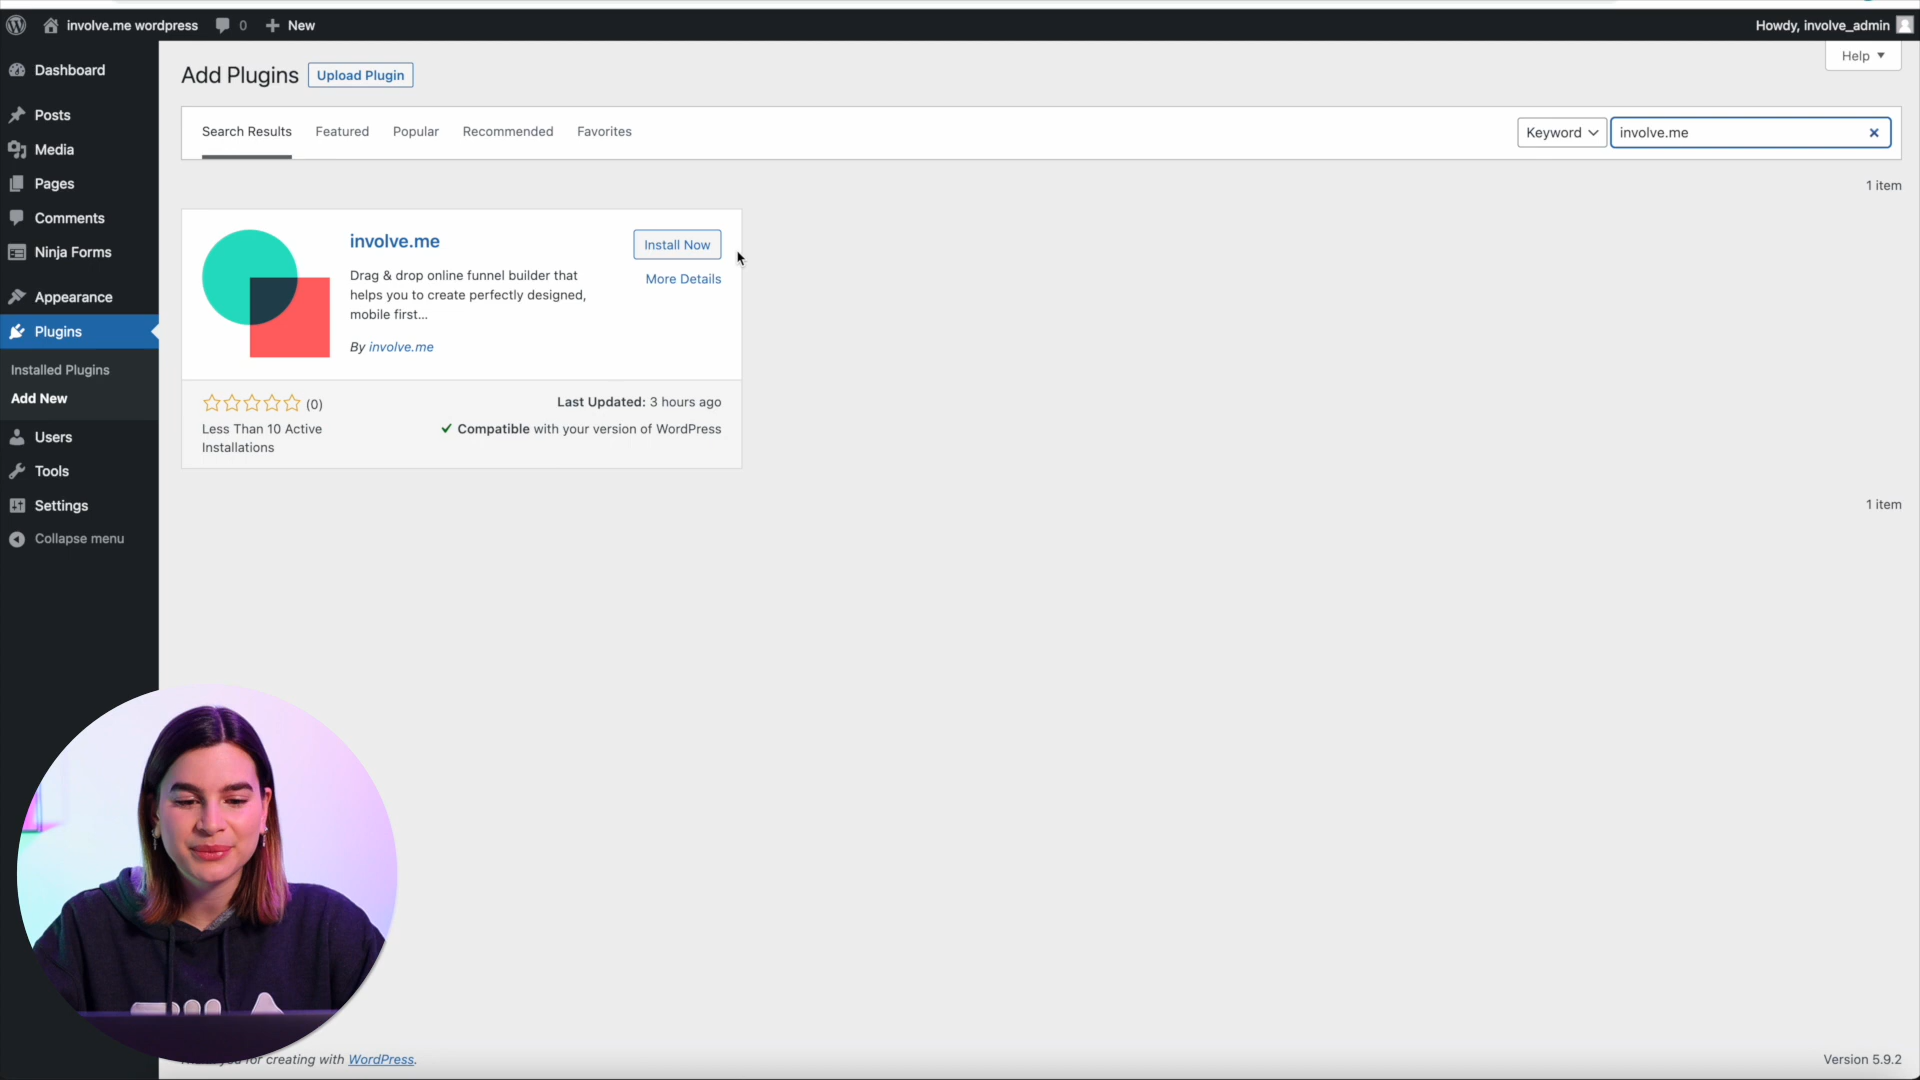 involve.me wordpress
0
New
Howdy, involve_admin
Dashboard
Posts
Media
Pages
Comments
Ninja Forms
Appearance
Plugins
Installed Plugins
Add New
Users
Tools
Settings
Collapse menu
Add Plugins
Upload Plugin
Help
Search Results
Featured
Popular
Recommended
Favorites
Keyword
involve.me
1 item
involve.me
Install Now
More Details
Drag & drop online funnel builder that
helps you to create perfectly designed,
mobile first...
By involve.me
(0)
Last Updated: 3 hours ago
Less Than 10 Active
Installations
Compatible with your version of WordPress
1 item
for creating with WordPress.
Version 5.9.2